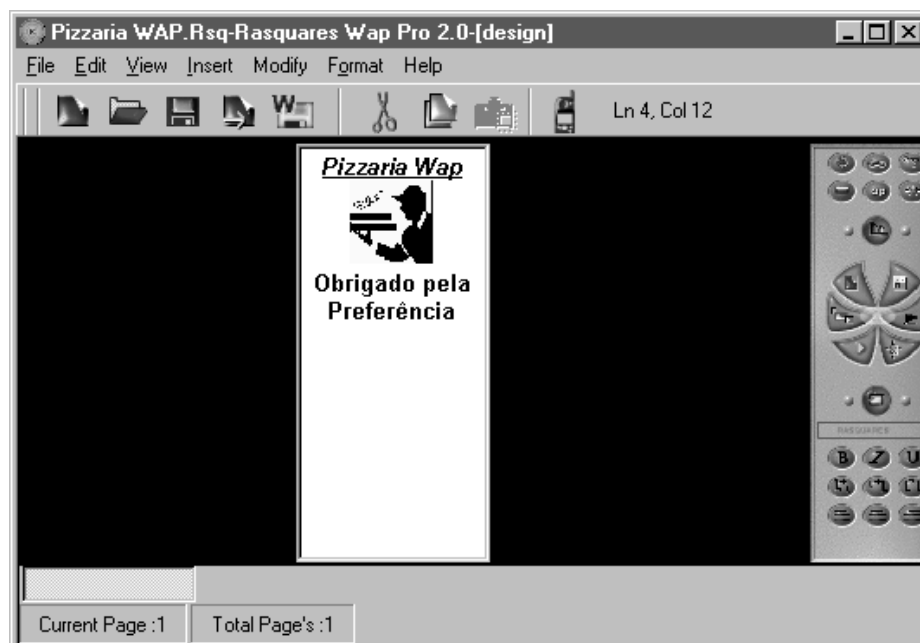 Pizzaria WAP.Rsq-Rasquares Wap Pro 2.0-[design]
File Edit View Insert Modify Format Help
W
Ln 4, Col 12
Pizzaria Wap
Obrigado pela
Preferência
RASQUARES
B I U
Current Page :1 Total Page's :1